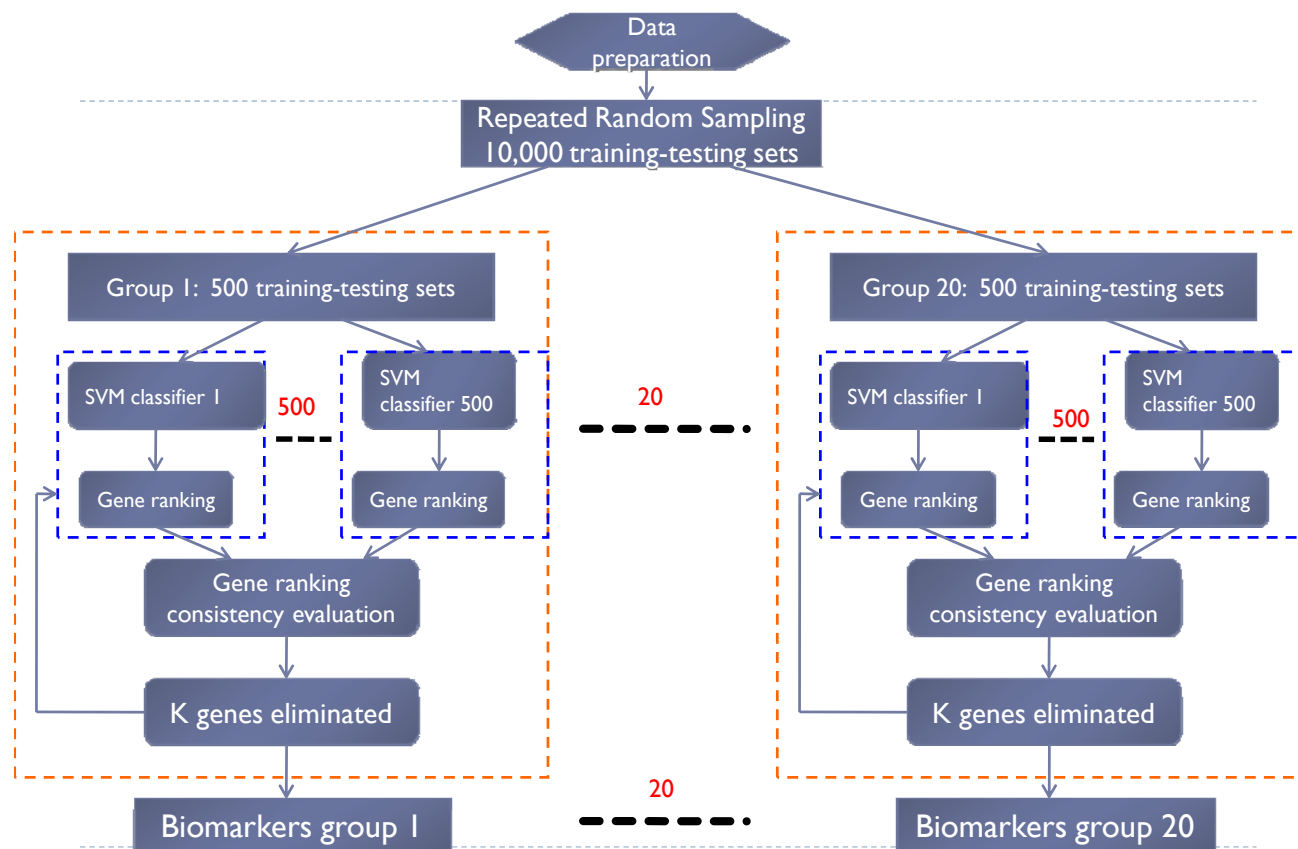 Data
preparation
Repeated Random Sampling
10,000 training-testing sets
Group 1: 500 training-testing sets
Group 20: 500 training-testing sets
SVM classifier 1
500
SVM
classifier 500
20
SVM classifier 1
500
SVM
classifier 500
Gene ranking
Gene ranking
Gene ranking
Gene ranking
Gene ranking
consistency evaluation
Gene ranking
consistency evaluation
K genes eliminated
K genes eliminated
20
Biomarkers group 1
Biomarkers group 20